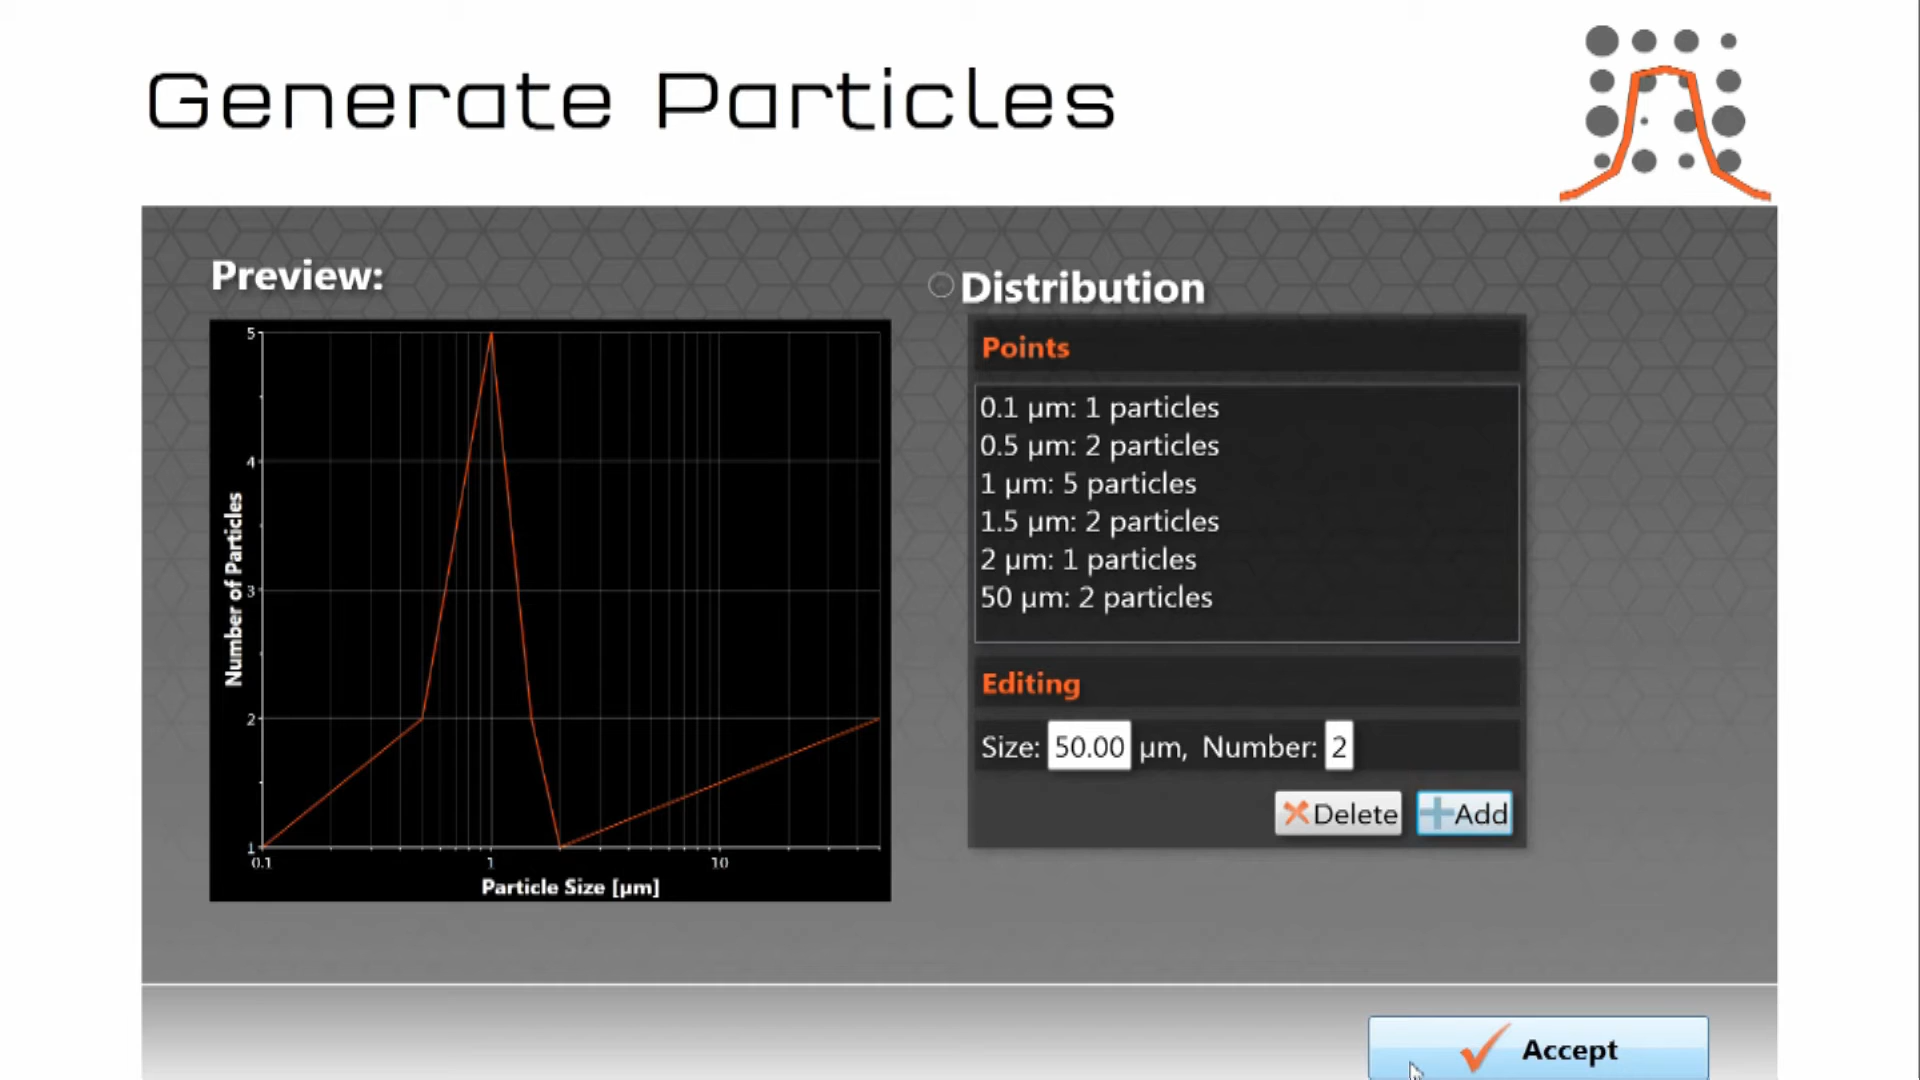 Generate Particles
Preview:
5
4
3
2
1
0.1
1
10
Number of Particles
Particle Size [µm]
Distribution
Points
0.1 µm: 1 particles
0.5 µm: 2 particles
1 µm: 5 particles
1.5 µm: 2 particles
2 µm: 1 particles
50 µm: 2 particles
Editing
Size: 50.00 µm, Number: 2
Delete
Add
Accept